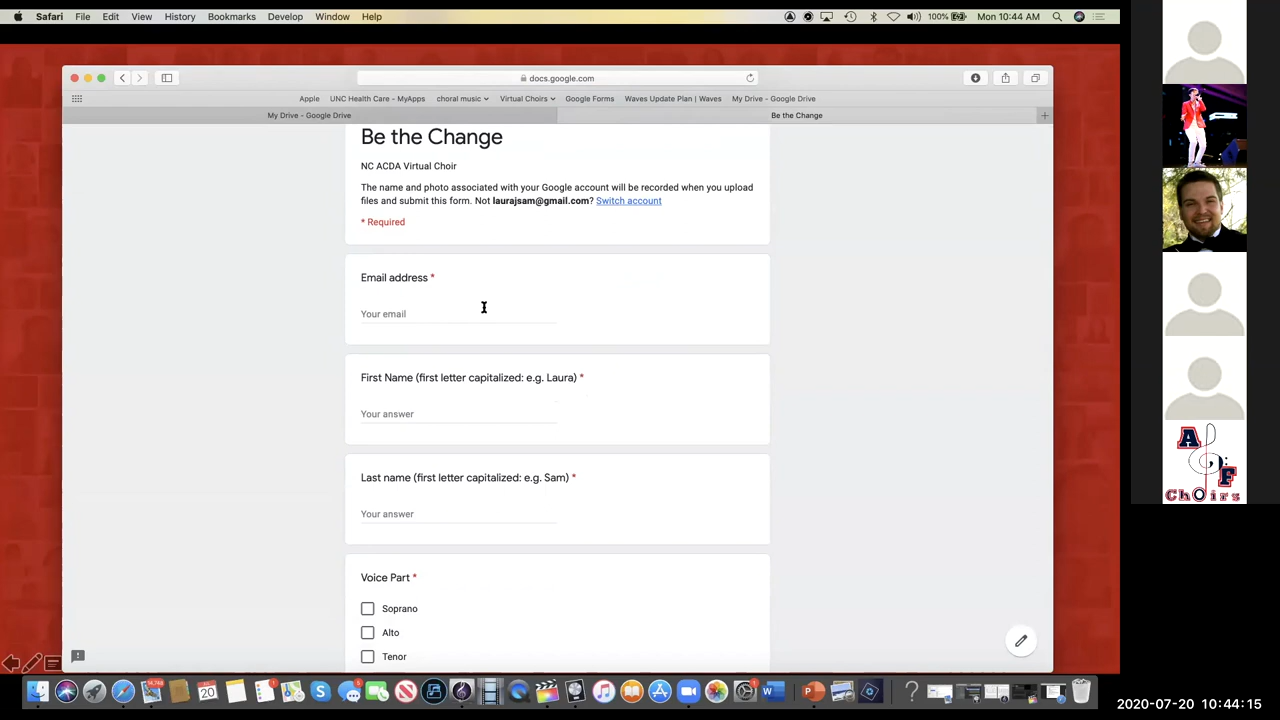 Safari File Edit View History Bookmarks Develop Window Help 100% Mon 10:44 AM
docs.google.com
Apple UNC Health Care - MyApps choral music Virtual Choirs Google Forms Waves Update Plan | Waves My Drive - Google Drive
My Drive - Google Drive Be the Change
Be the Change
NC ACDA Virtual Choir
The name and photo associated with your Google account will be recorded when you upload
files and submit this form. Not laurajsam@gmail.com? Switch account
* Required
Email address *
Your email
First Name (first letter capitalized: e.g. Laura) *
Your answer
Last name (first letter capitalized: e.g. Sam) *
Your answer
Voice Part *
Soprano
Alto
Tenor
A F
Choirs
JUL
20
2020-07-20 10:44:15